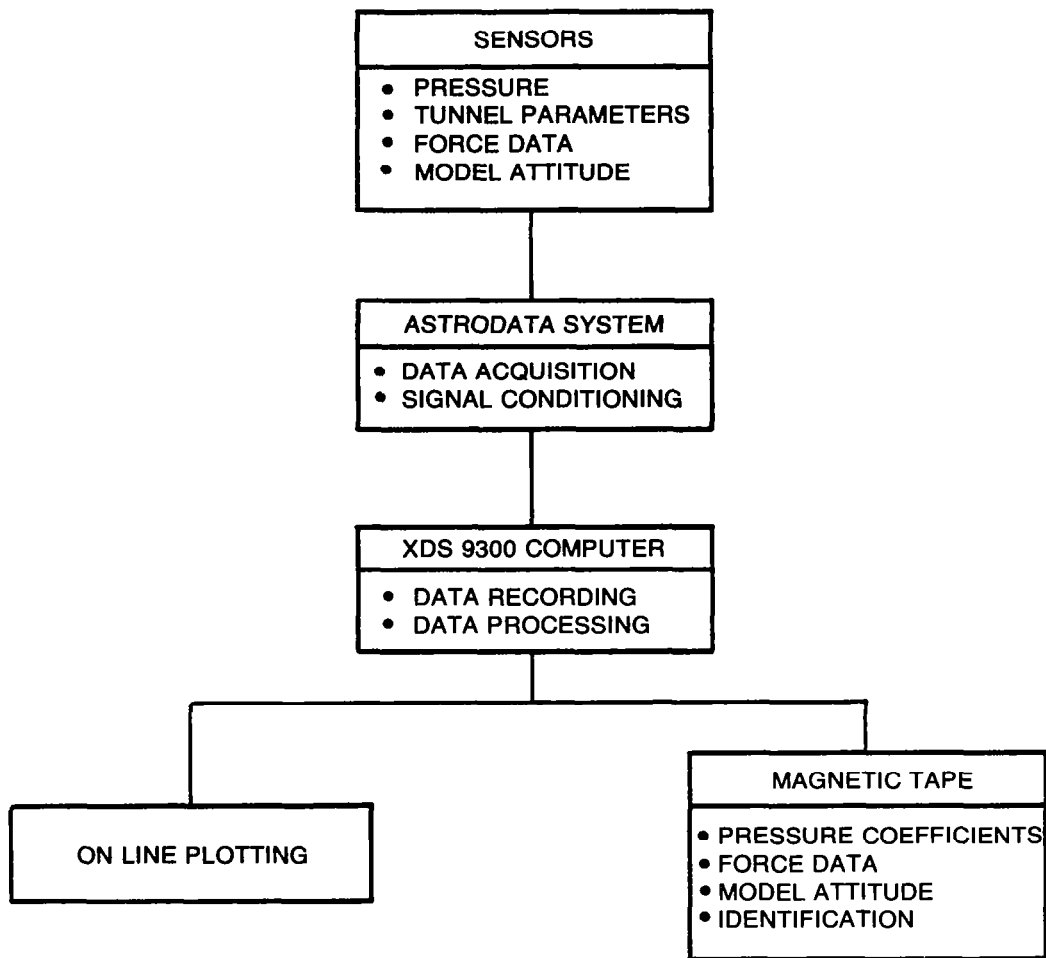 SENSORS
• PRESSURE
• TUNNEL PARAMETERS
• FORCE DATA
• MODEL ATTITUDE
ASTRODATA SYSTEM
• DATA ACQUISITION
• SIGNAL CONDITIONING
XDS 9300 COMPUTER
• DATA RECORDING
• DATA PROCESSING
ON LINE PLOTTING
MAGNETIC TAPE
• PRESSURE COEFFICIENTS
• FORCE DATA
• MODEL ATTITUDE
• IDENTIFICATION